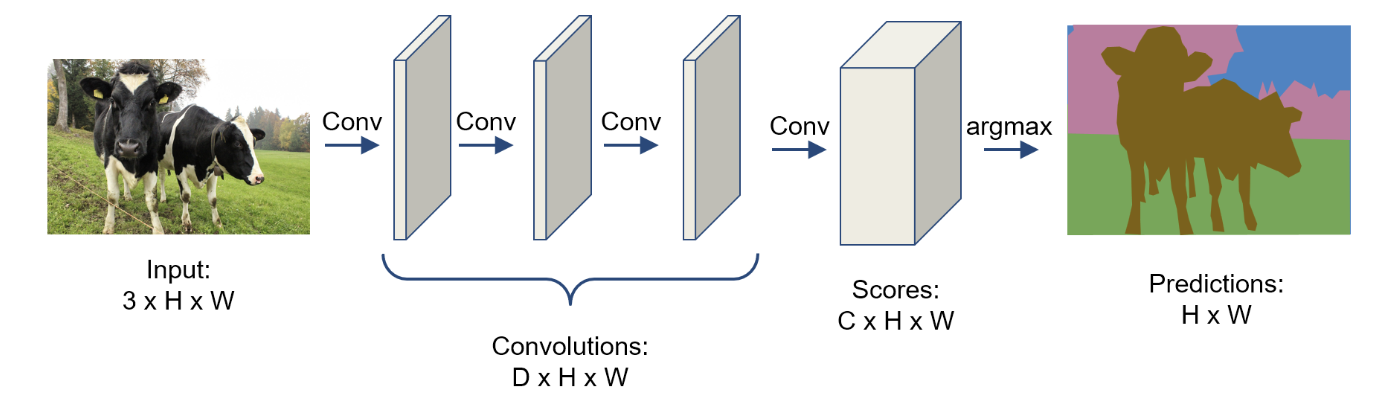 Conv
Conv
Conv
Conv
argmax
Input:
3 x H x W
Convolutions:
D x H x W
Scores:
C x H x W
Predictions:
H x W